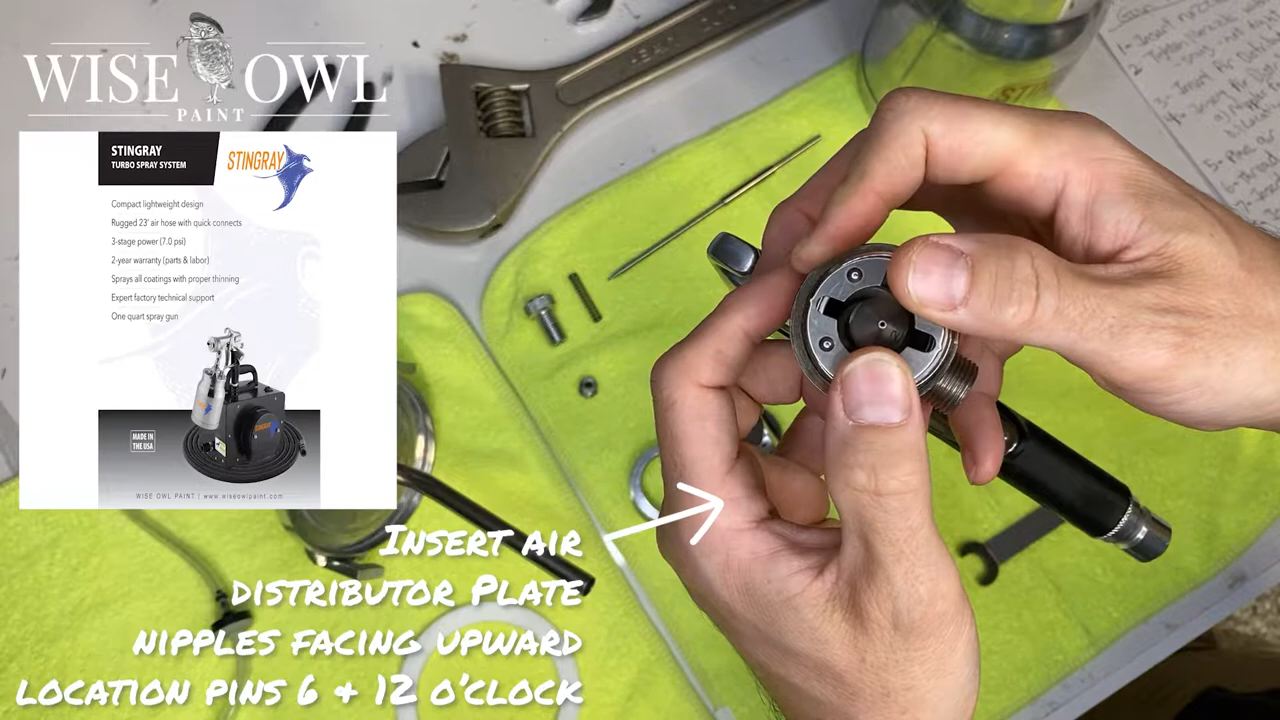 WISE OWL
PAINT
STINGRAY
TURBO SPRAY SYSTEM
STINGRAY
Compact lightweight design
Rugged 23' air hose with quick connects
3-stage power (7.0 psi)
2-year warranty (parts & labor)
Sprays all coatings with proper thinning
Expert factory technical support
One quart spray gun
STINGRAY
MADE IN
THE USA
WISE OWL PAINT | www.wiseowlpaint.com
INSERT AIR
DISTRIBUTOR PLATE
NIPPLES FACING UPWARD
LOCATION PINS 6 & 12 O'CLOCK